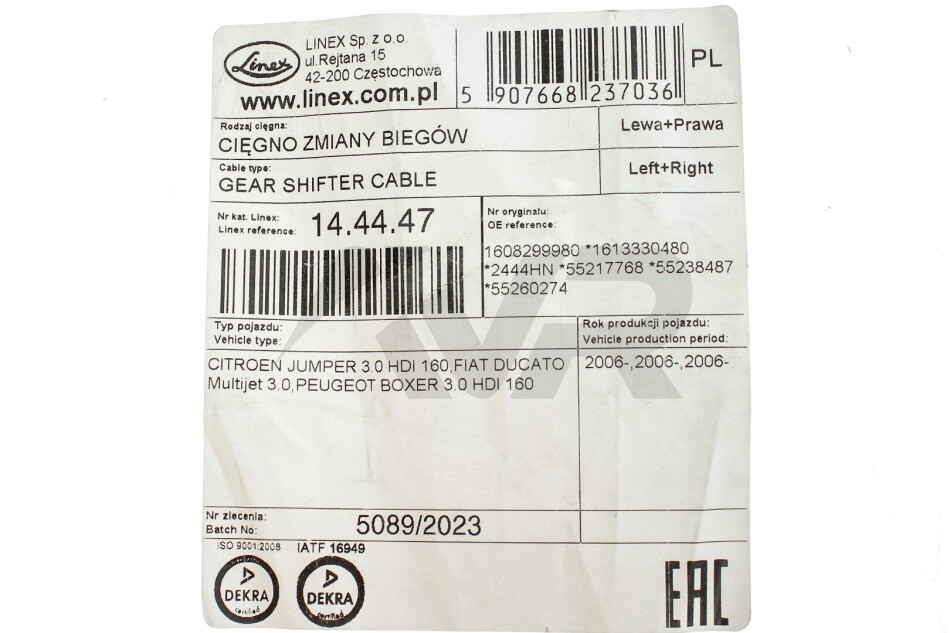 Linex
LINEX Sp. z o.o.
ul.Rejtana 15
42-200 Częstochowa
www.linex.com.pl
5 907668 237036
PL
Rodzaj cięgna:
CIĘGNO ZMIANY BIEGÓW
Lewa+Prawa
Cable type:
GEAR SHIFTER CABLE
Left+Right
Nr kat. Linex:
Linex reference:
14.44.47
Nr oryginału:
OE reference:
1608299980 *1613330480
*2444HN *55217768 *55238487
*55260274
VR
Typ pojazdu:
Vehicle type:
Rok produkcji pojazdu:
Vehicle production period:
CITROEN JUMPER 3.0 HDI 160,FIAT DUCATO
Multijet 3.0,PEUGEOT BOXER 3.0 HDI 160
2006-,2006-,2006-
Nr zlecenia:
Batch No:
5089/2023
ISO 9001:2008
IATF 16949
DEKRA
certified
DEKRA
certified
EAC